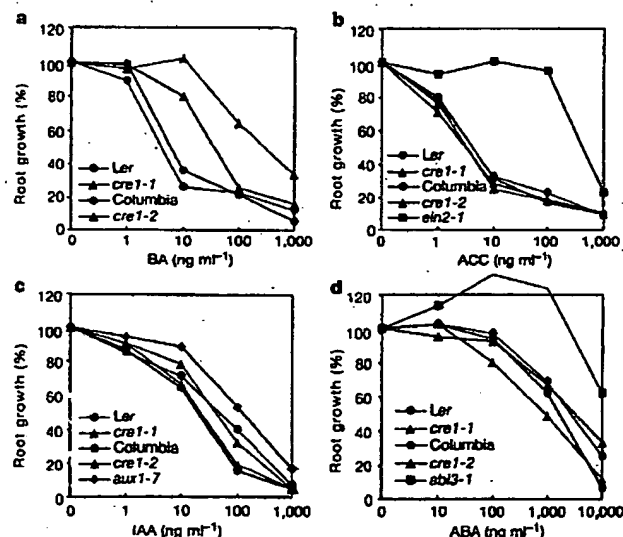 a
120
100
80
60
40
20
0
Root growth (%)
Ler
cre1-1
Columbia
cre1-2
0 1 10 100 1,000
BA (ng ml⁻¹)
b
120
100
80
60
40
20
0
Root growth (%)
Ler
cre1-1
Columbia
cre1-2
ein2-1
0 1 10 100 1,000
ACC (ng ml⁻¹)
c
120
100
80
60
40
20
0
Root growth (%)
Ler
cre1-1
Columbia
cre1-2
aux1-7
0 1 10 100 1,000
IAA (ng ml⁻¹)
d
120
100
80
60
40
20
0
Root growth (%)
Ler
cre1-1
Columbia
cre1-2
abi3-1
0 10 100 1,000 10,000
ABA (ng ml⁻¹)